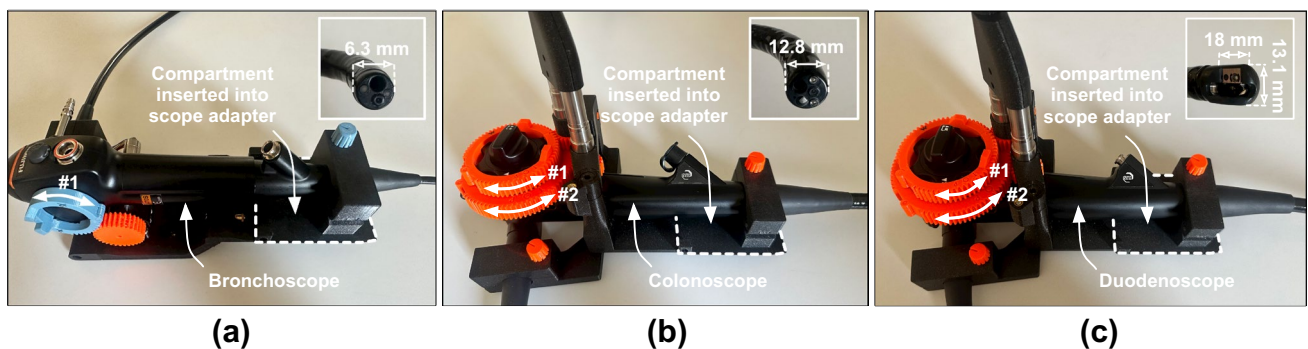 6.3 mm
Compartment
inserted into
scope adapter
#1
Bronchoscope
(a)
12.8 mm
Compartment
inserted into
scope adapter
#1
#2
Colonoscope
(b)
18 mm
13.1 mm
Compartment
inserted into
scope adapter
#1
#2
Duodenoscope
(c)